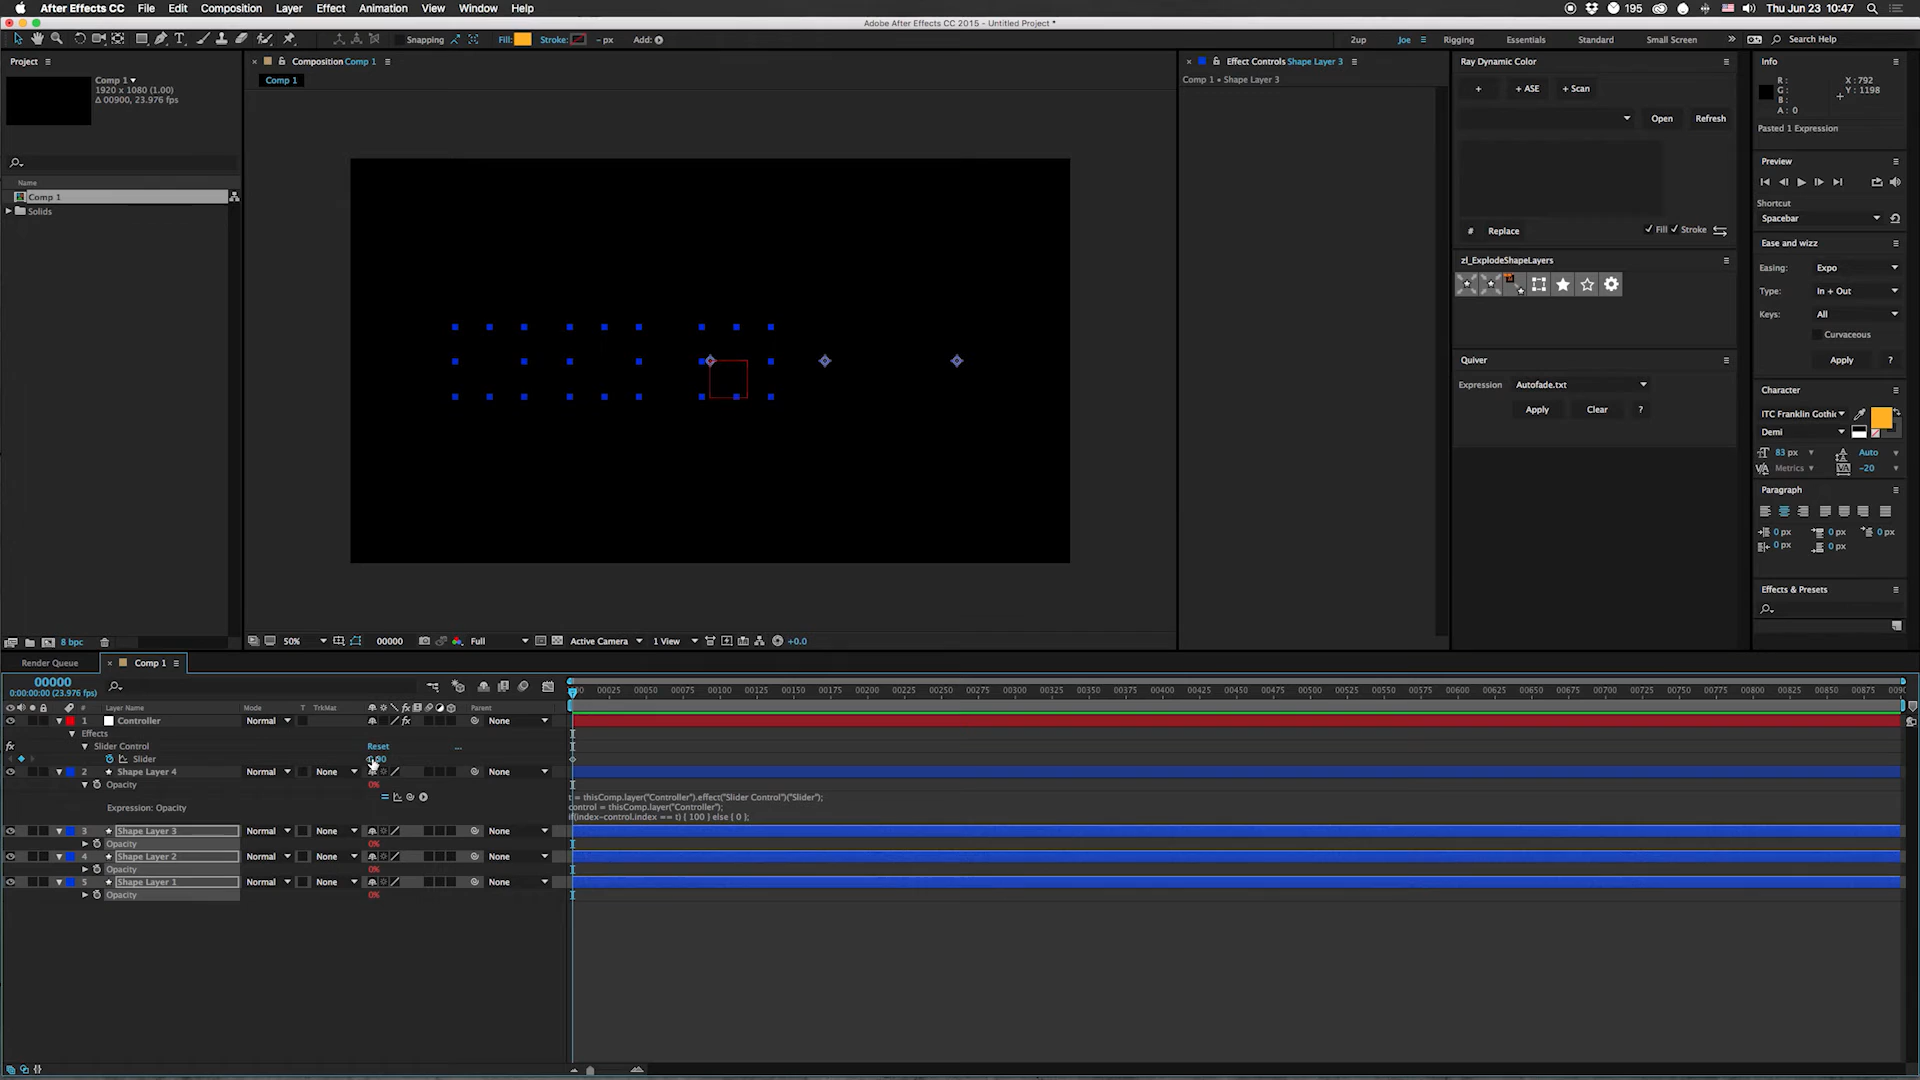 After Effects CC File Edit Composition Layer Effect Animation View Window Help
195 Thu Jun 23 10:47
Adobe After Effects CC 2015 - Untitled Project *
Snapping Fill: Stroke: - px Add: 2up Joe Rigging Essentials Standard Small Screen Search Help
Project
Comp 1
1920 x 1080 (1.00)
Δ 00900, 23.976 fps
Name
Comp 1
Solids
8 bpc
Composition Comp 1
Comp 1
50% 00000 Full Active Camera 1 View +0.0
Effect Controls Shape Layer 3
Comp 1 • Shape Layer 3
Ray Dynamic Color
+ + ASE + Scan
Open Refresh
# Replace Fill Stroke
zl_ExplodeShapeLayers
Quiver
Expression Autofade.txt
Apply Clear ?
Info
R :
G :
B :
A : 0
X : 792
Y : 1198
Pasted 1 Expression
Preview
Shortcut
Spacebar
Ease and wizz
Easing: Expo
Type: In + Out
Keys: All
Curvaceous
Apply ?
Character
ITC Franklin Gothic
Demi
83 px Auto
Metrics -20
Paragraph
0 px 0 px 0 px
0 px 0 px
Effects & Presets
Render Queue Comp 1
00000
0:00:00:00 (23.976 fps)
00025 00050 00075 00100 00125 00150 00175 00200 00225 00250 00275 00300 00325 00350 00375 00400 00425 00450 00475 00500 00525 00550 00575 00600 00625 00650 00675 00700 00725 00750 00775 00800 00825 00850 00875
# Layer Name Mode T TrkMat Parent
1 Controller Normal None
Effects
Slider Control Reset ...
Slider
2 Shape Layer 4 Normal None None
Opacity 0%
Expression: Opacity
t = thisComp.layer("Controller").effect("Slider Control")("Slider");
control = thisComp.layer("Controller");
if(index-control.index == t) { 100 } else { 0 };
3 Shape Layer 3 Normal None None
Opacity 0%
4 Shape Layer 2 Normal None None
Opacity 0%
5 Shape Layer 1 Normal None None
Opacity 0%